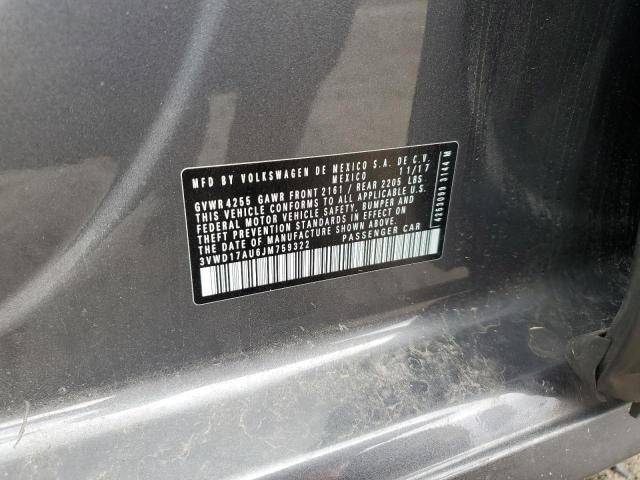 MFD BY VOLKSWAGEN DE MEXICO S.A. DE C.V.
MEXICO 11/17
GVWR 4255 GAWR FRONT 2161 / REAR 2205 LBS
THIS VEHICLE CONFORMS TO ALL APPLICABLE U.S.
FEDERAL MOTOR VEHICLE SAFETY, BUMPER AND
THEFT PREVENTION STANDARDS IN EFFECT ON
THE DATE OF MANUFACTURE SHOWN ABOVE.
3VWD17AU6JM759322 PASSENGER CAR
4253099 3144 M